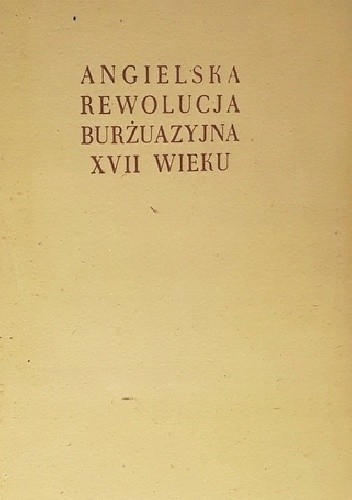 ANGIELSKA
REWOLUCJA
BURŻUAZYJNA
XVII WIEKU